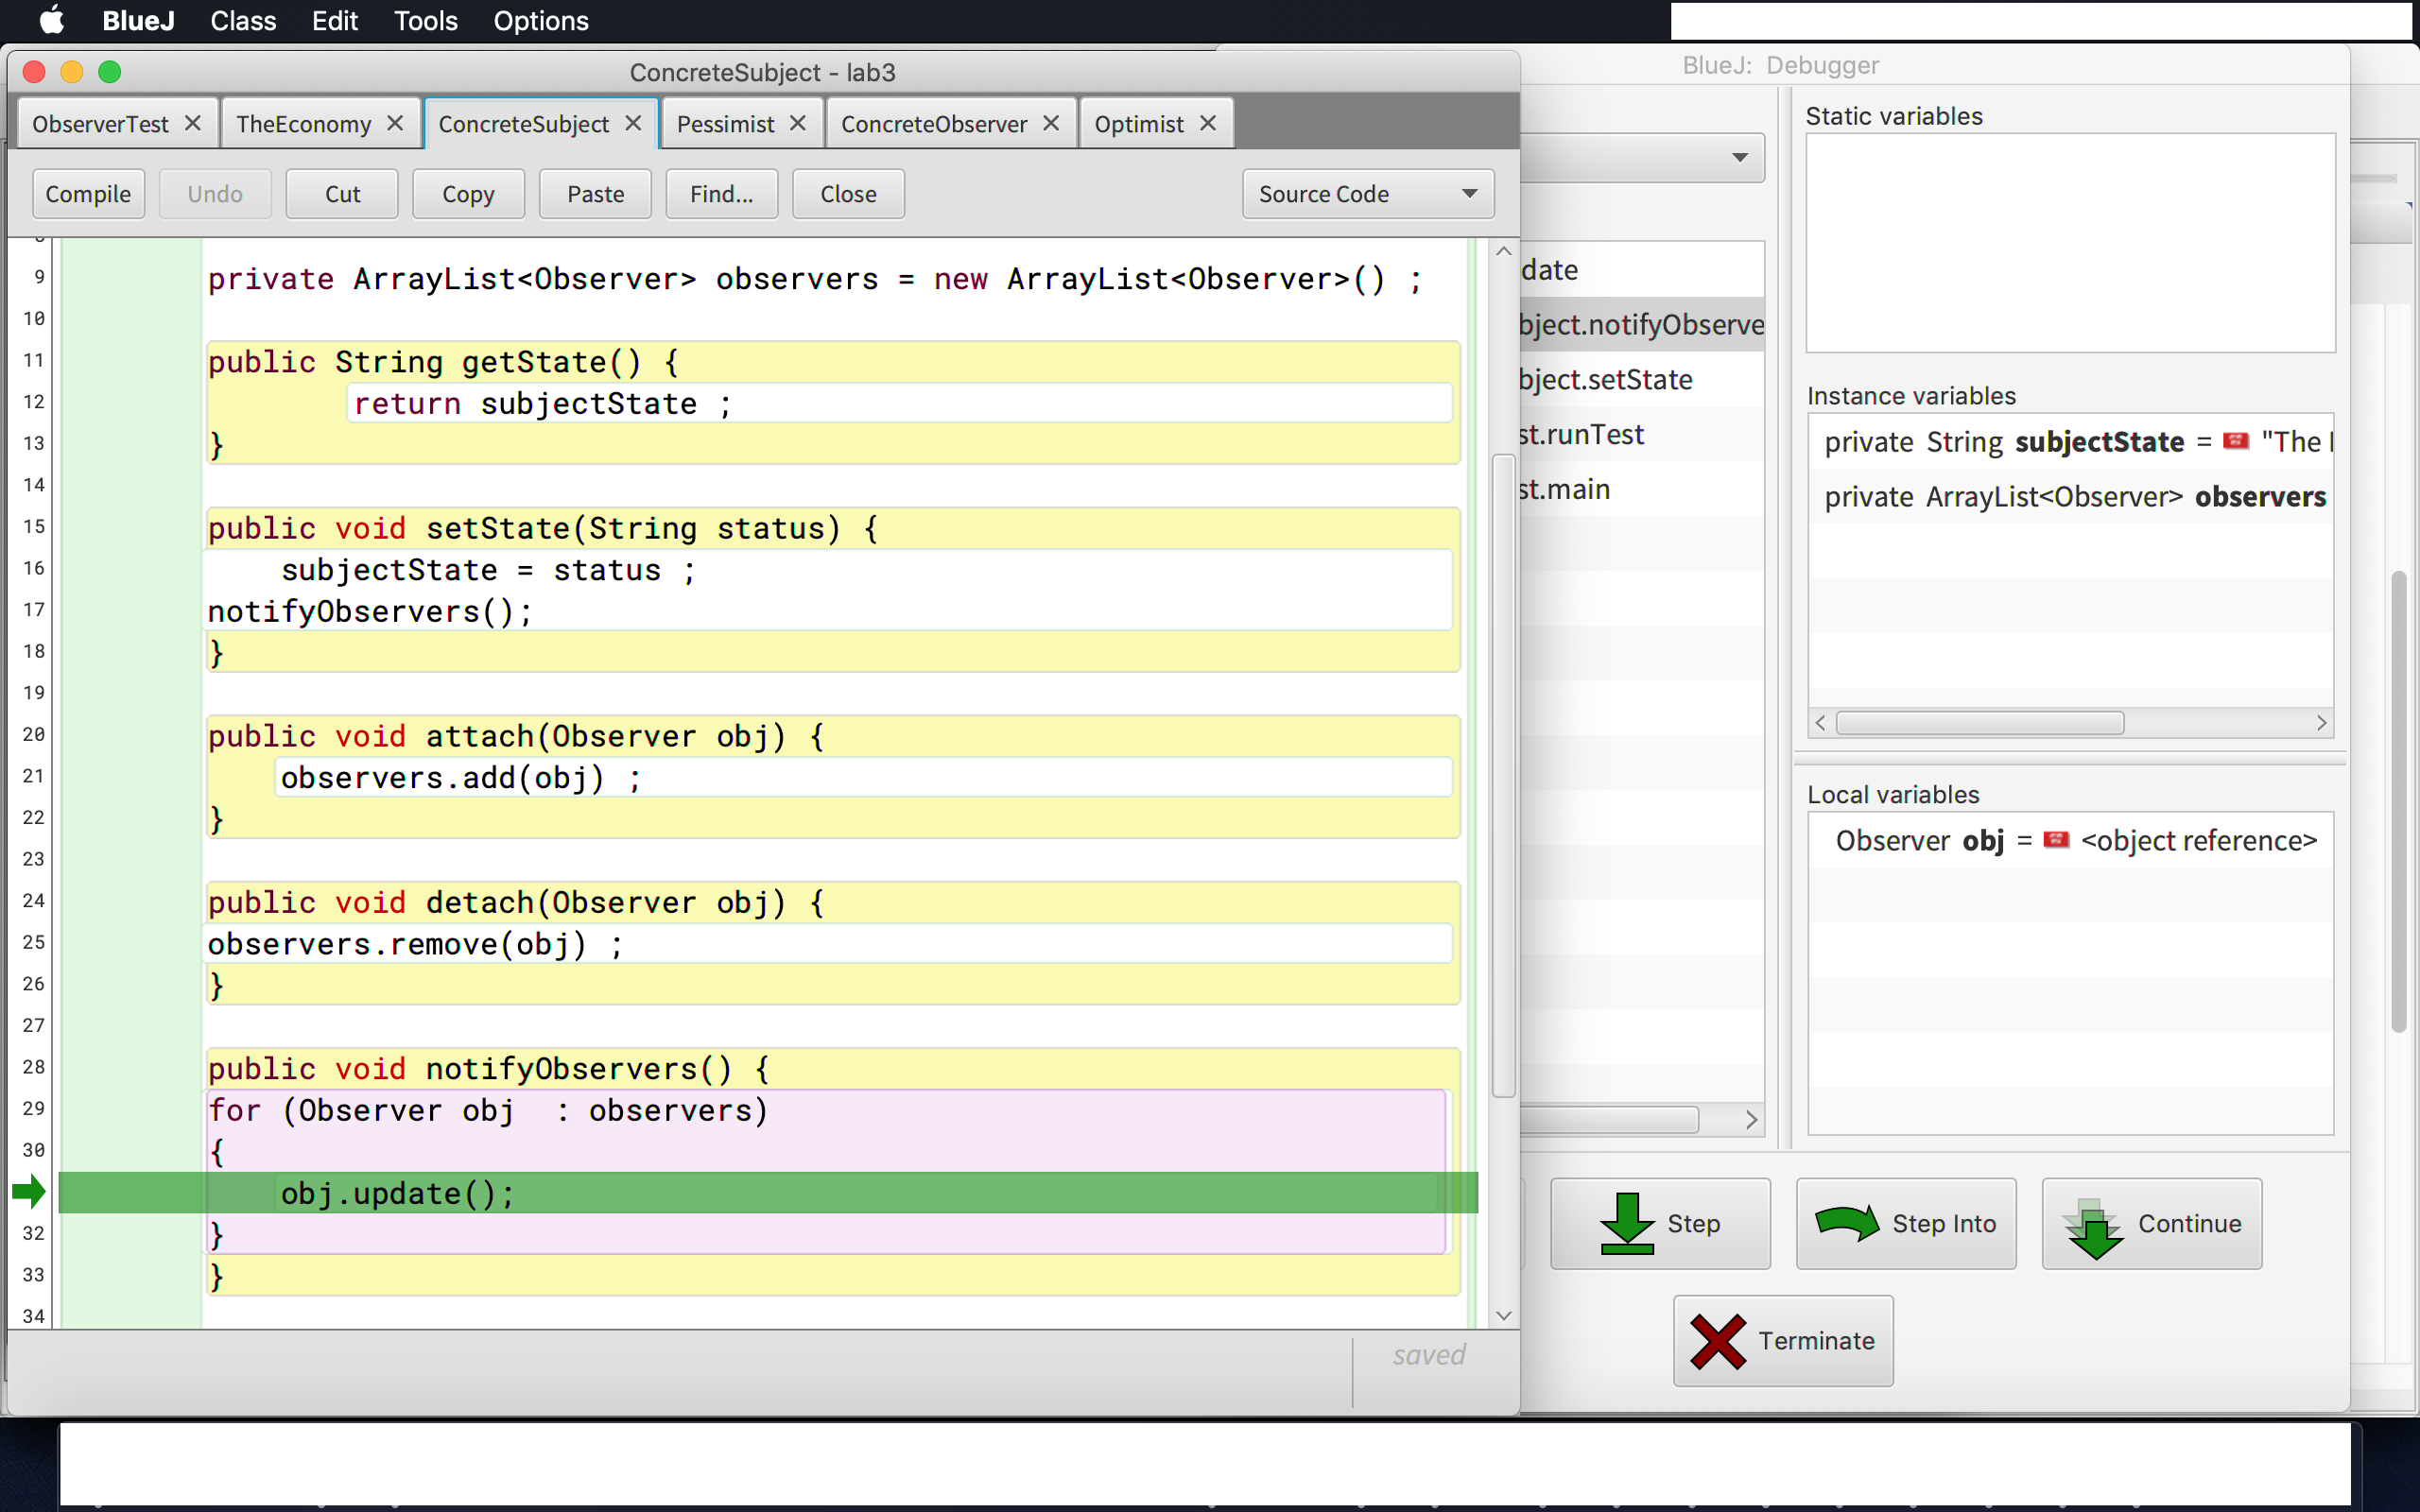 BlueJ Class Edit Tools Options
ConcreteSubject - lab3
BlueJ: Debugger
ObserverTest TheEconomy ConcreteSubject Pessimist ConcreteObserver Optimist
Compile Undo Cut Copy Paste Find... Close Source Code
9 private ArrayList<Observer> observers = new ArrayList<Observer>() ;
10
11 public String getState() {
12 return subjectState ;
13 }
14
15 public void setState(String status) {
16 subjectState = status ;
17 notifyObservers();
18 }
19
20 public void attach(Observer obj) {
21 observers.add(obj) ;
22 }
23
24 public void detach(Observer obj) {
25 observers.remove(obj) ;
26 }
27
28 public void notifyObservers() {
29 for (Observer obj  : observers)
30 {
obj.update();
32 }
33 }
34
saved
date
bject.notifyObserve
bject.setState
st.runTest
st.main
Static variables
Instance variables
private String subjectState = "The
private ArrayList<Observer> observers
Local variables
Observer obj = <object reference>
Step Step Into Continue
Terminate